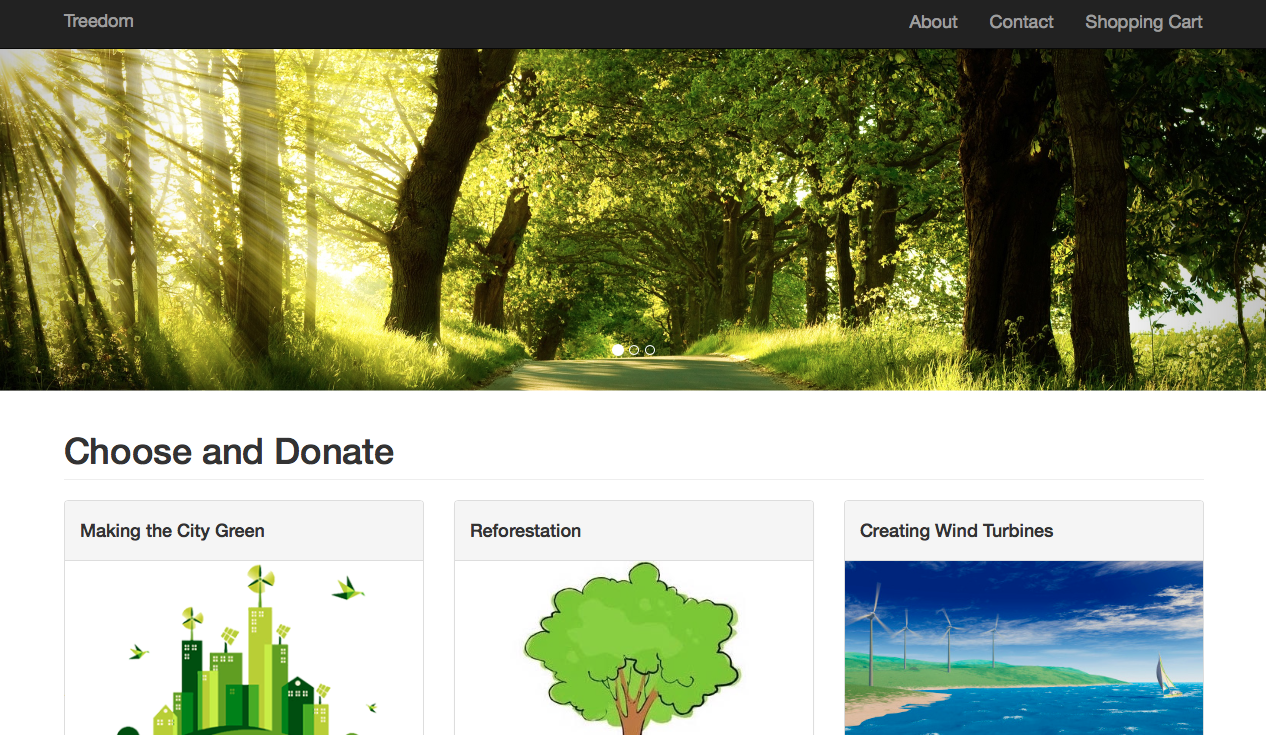 Treedom
About Contact Shopping Cart
Choose and Donate
Making the City Green
Reforestation
Creating Wind Turbines